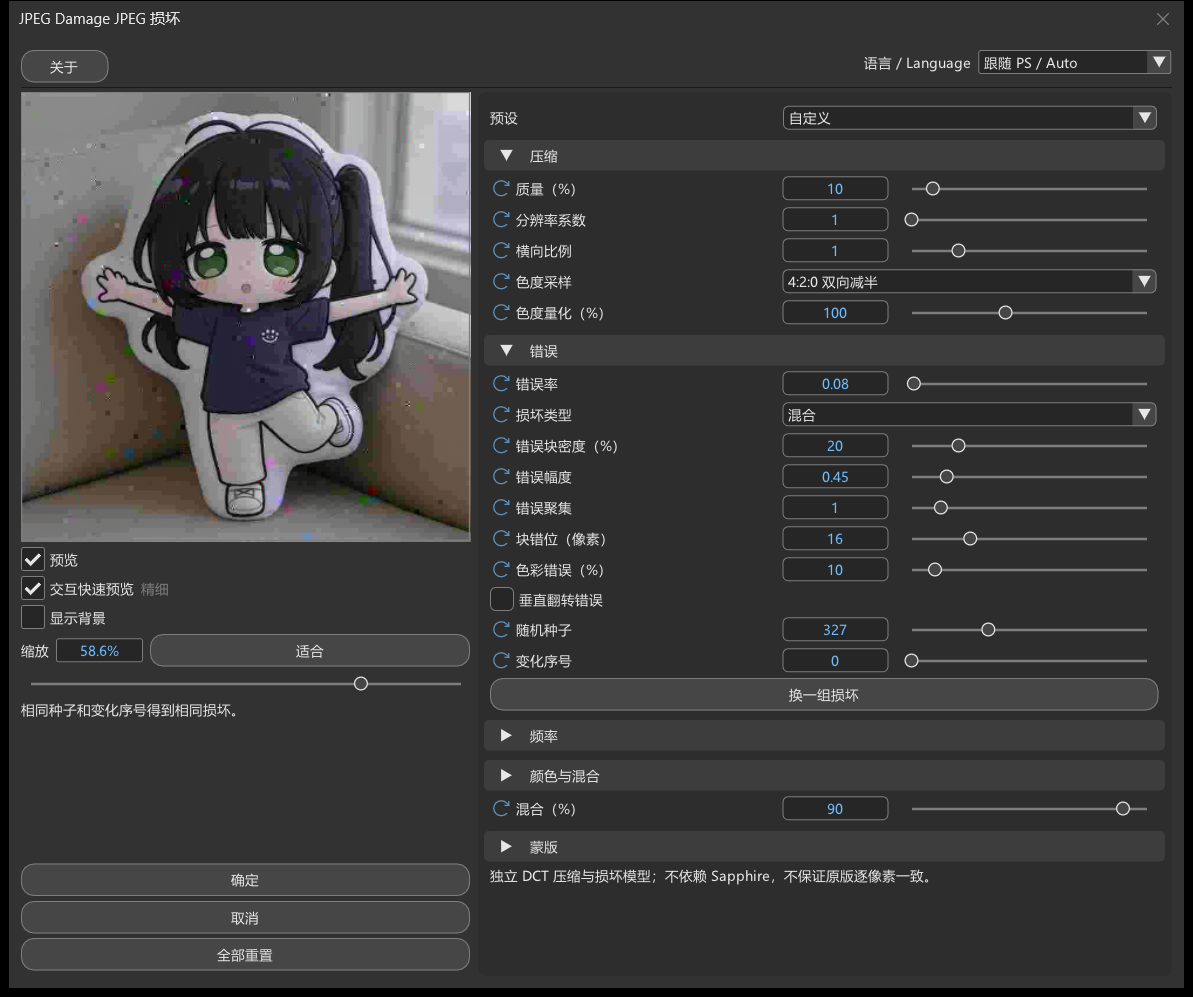 JPEG Damage JPEG 损坏
关于
语言 / Language 跟随 PS / Auto
预设 自定义
压缩
质量（%） 10
分辨率系数 1
横向比例 1
色度采样 4:2:0 双向减半
色度量化（%） 100
错误
错误率 0.08
损坏类型 混合
错误块密度（%） 20
错误幅度 0.45
错误聚集 1
块错位（像素） 16
色彩错误（%） 10
垂直翻转错误
随机种子 327
变化序号 0
换一组损坏
频率
颜色与混合
混合（%） 90
蒙版
独立 DCT 压缩与损坏模型；不依赖 Sapphire，不保证原版逐像素一致。
预览
交互快速预览 精细
显示背景
缩放 58.6% 适合
相同种子和变化序号得到相同损坏。
确定
取消
全部重置